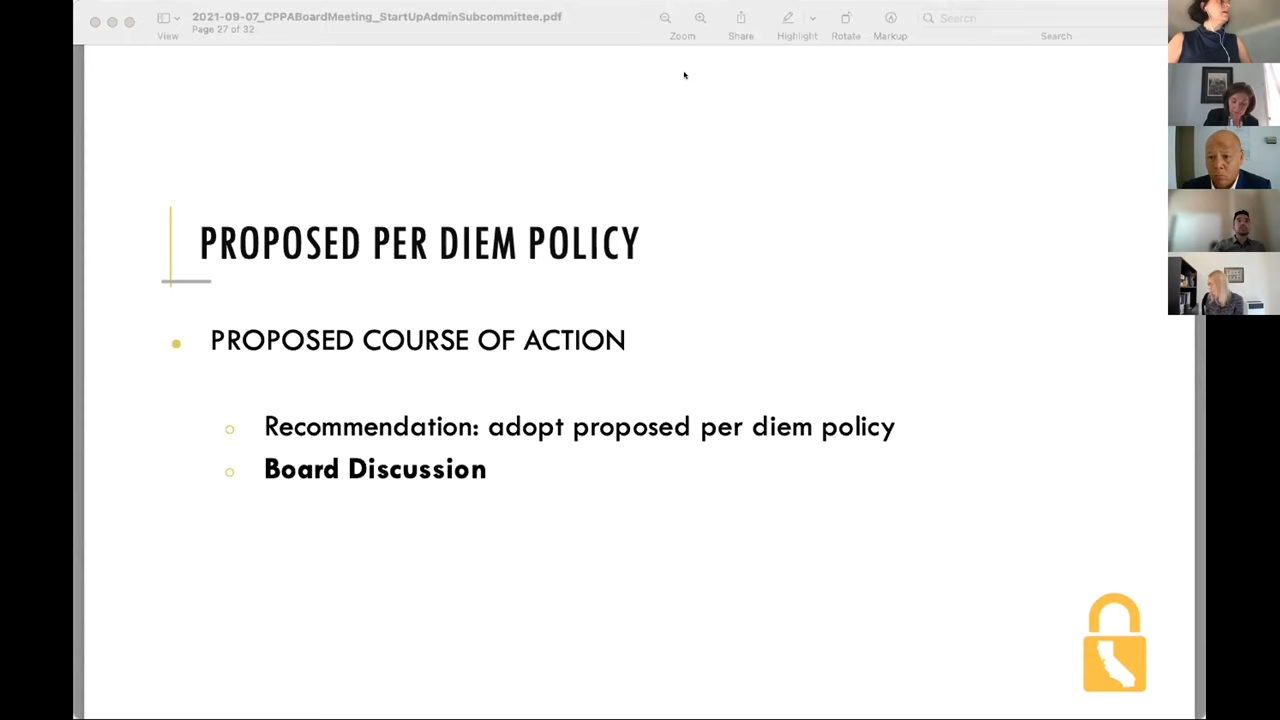 2021-09-07_CPPABoardMeeting_StartUpAdminSubcommittee.pdf
Page 27 of 32
View
Zoom
Share
Highlight
Rotate
Markup
Search
Search
PROPOSED PER DIEM POLICY
PROPOSED COURSE OF ACTION
Recommendation: adopt proposed per diem policy
Board Discussion